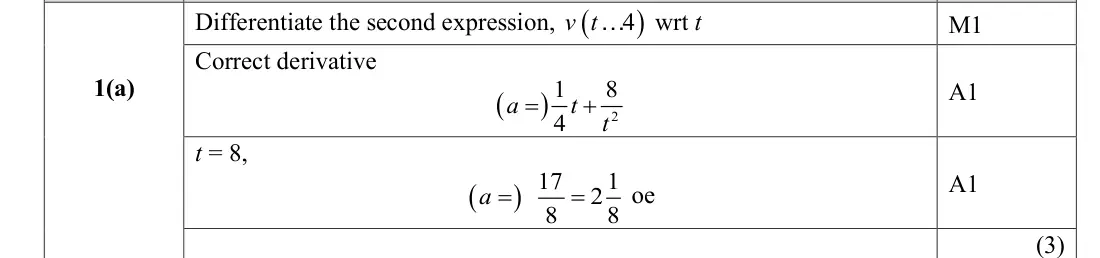 Differentiate the second expression, v(t…4) wrt t
M1
1(a)
Correct derivative
(a =) 1/4 t + 8/t²
A1
t = 8,
(a =) 17/8 = 2 1/8 oe
A1
(3)